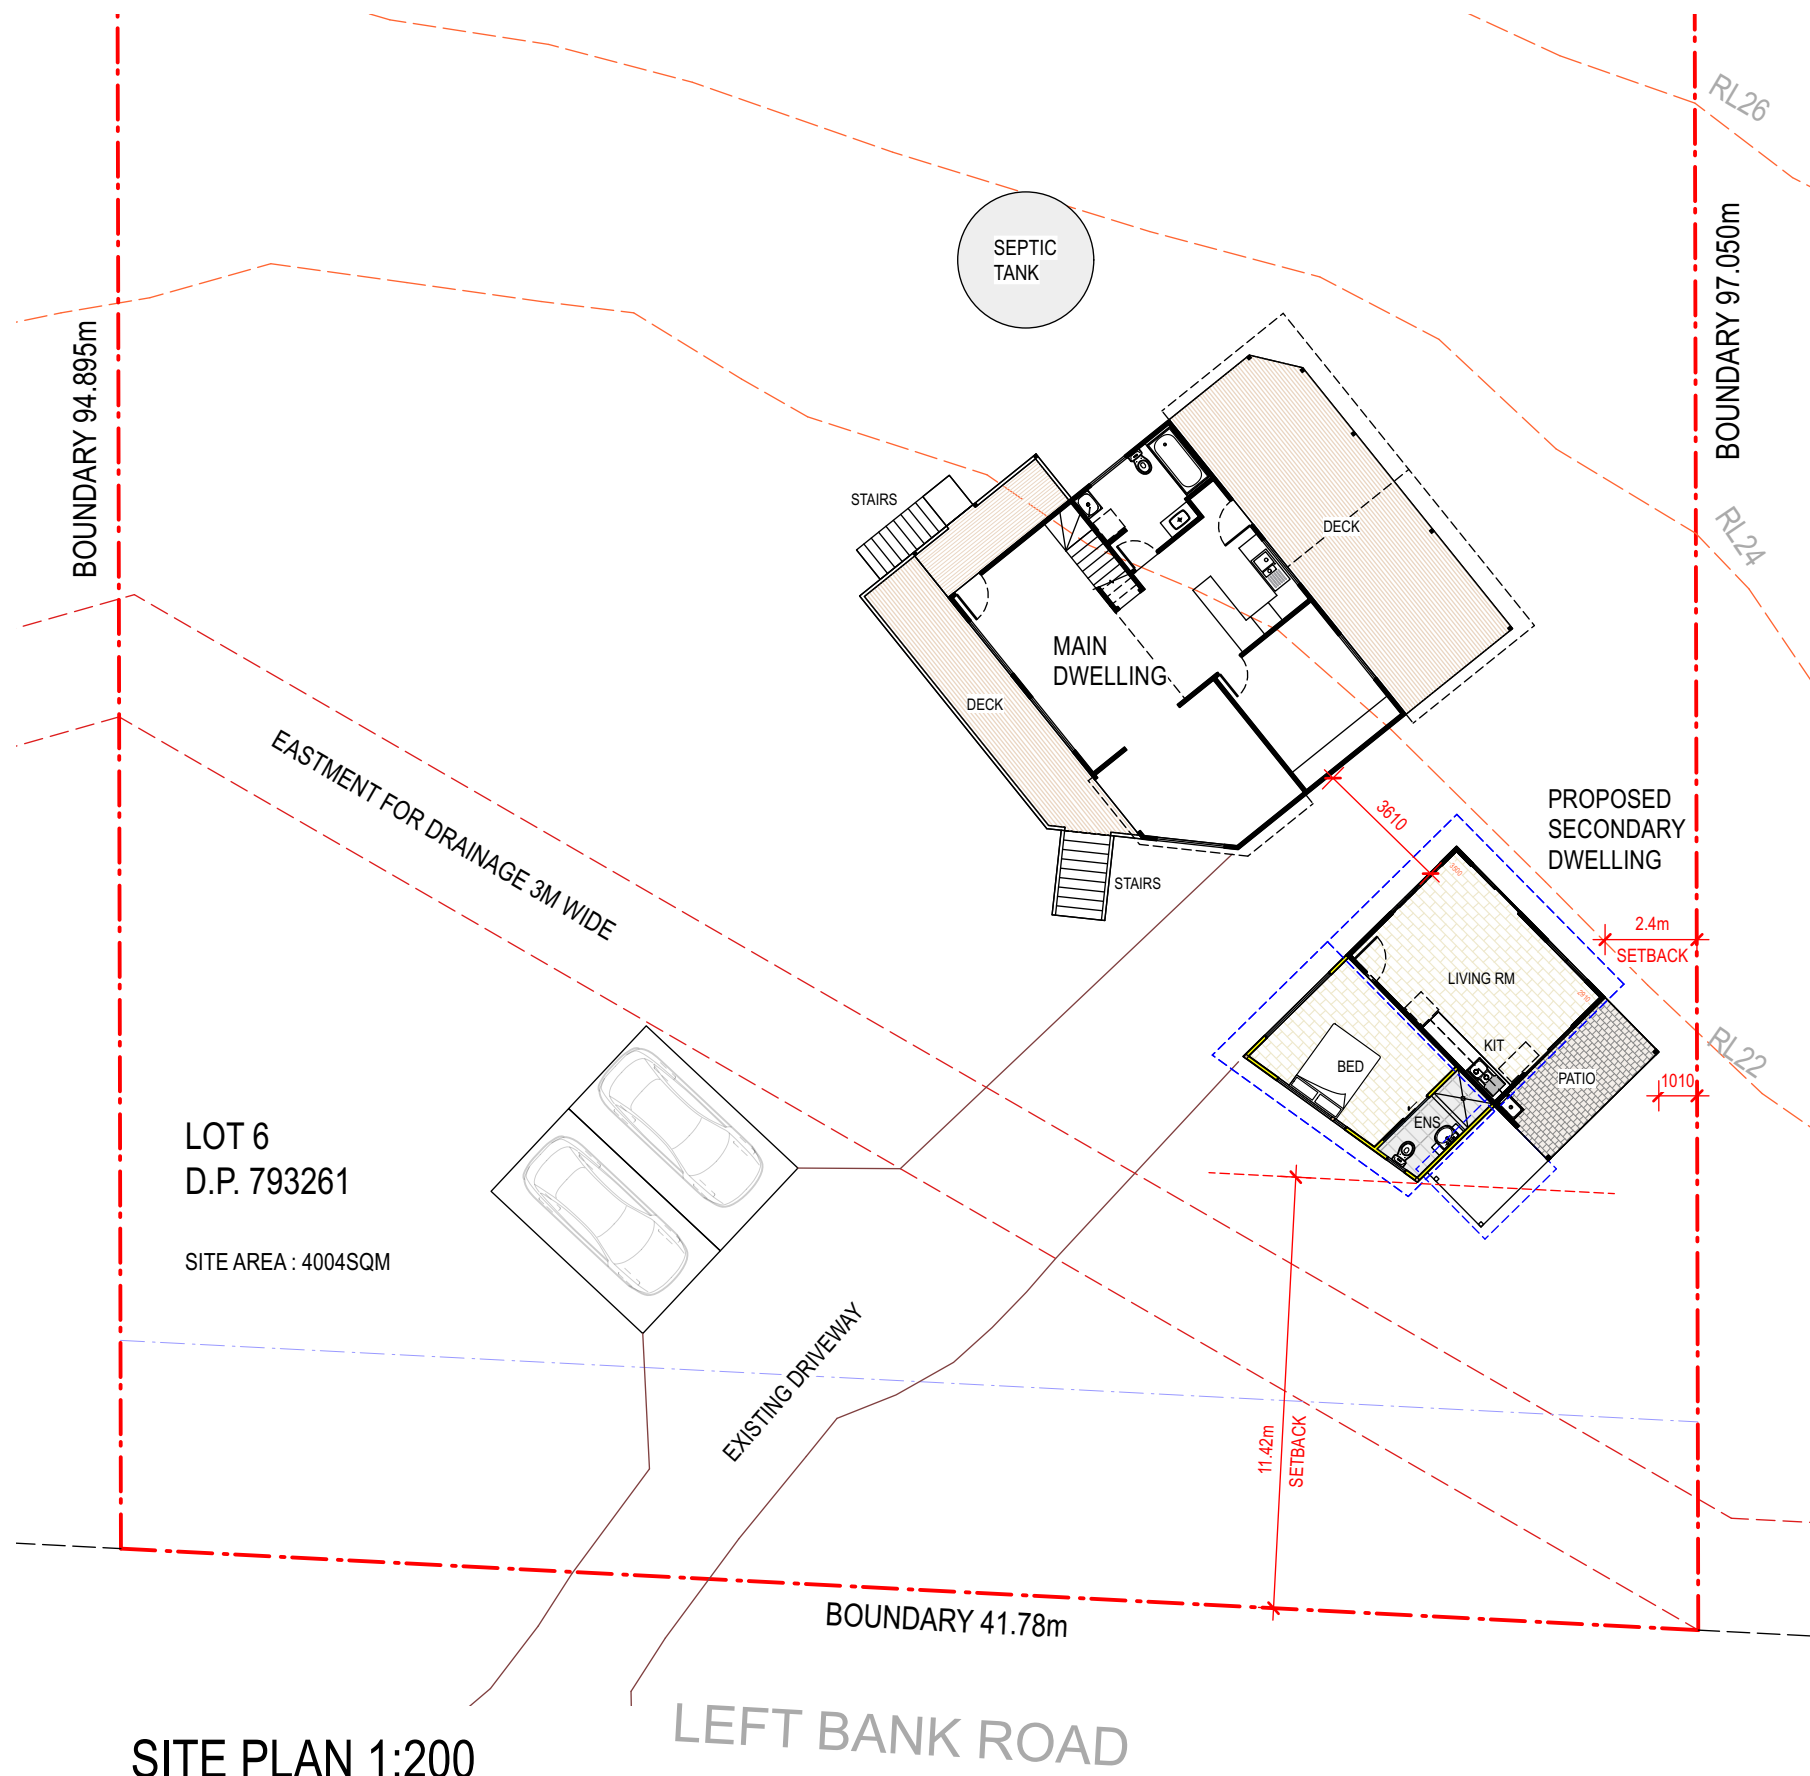 RL26
BOUNDARY 97.050m
SEPTIC
TANK
BOUNDARY 94.895m
STAIRS
DECK
RL24
MAIN
DWELLING
DECK
EASTMENT FOR DRAINAGE 3M WIDE
3610
PROPOSED
SECONDARY
DWELLING
STAIRS
2.4m
SETBACK
LIVING RM
KIT
RL22
BED
PATIO
1010
ENS
LOT 6
D.P. 793261
SITE AREA : 4004SQM
EXISTING DRIVEWAY
11.42m
SETBACK
BOUNDARY 41.78m
LEFT BANK ROAD
SITE PLAN 1:200